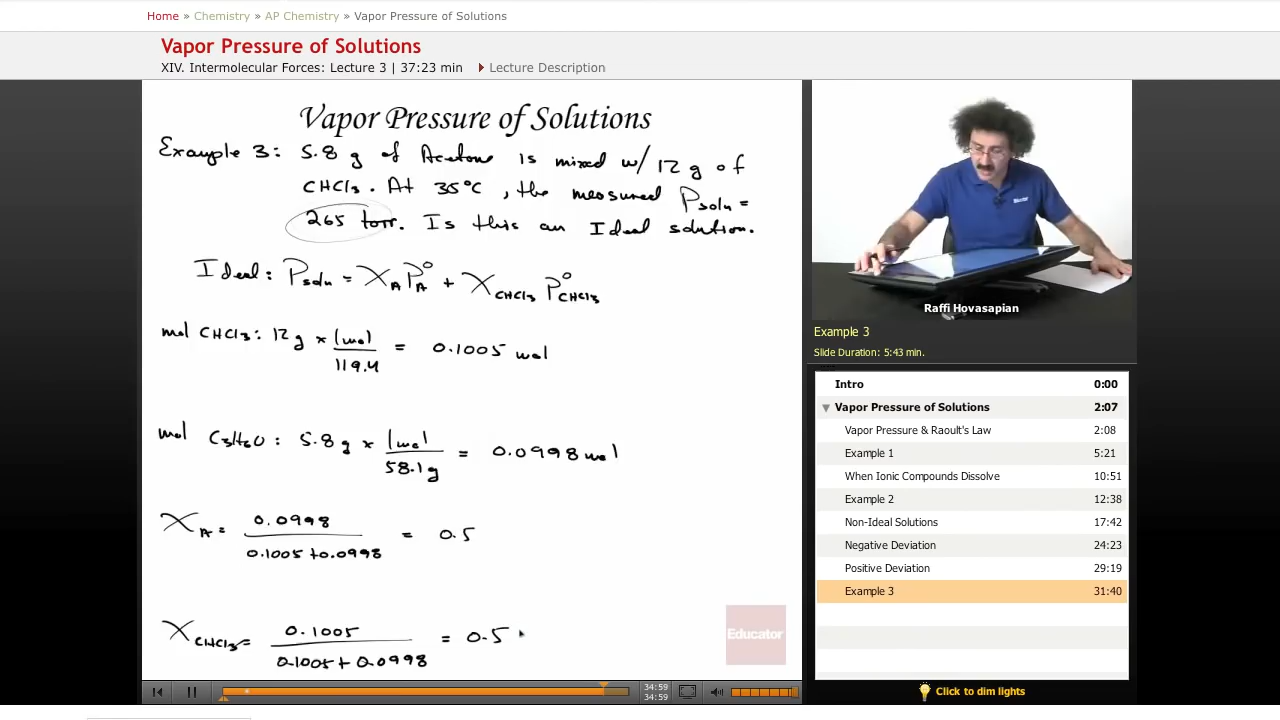 Home » Chemistry » AP Chemistry » Vapor Pressure of Solutions
Vapor Pressure of Solutions
XIV. Intermolecular Forces: Lecture 3 | 37:23 min
Lecture Description
Vapor Pressure of Solutions
Example 3: 5.8 g of Acetone is mixed w/ 12 g of
CHCl3. At 35°C, the measured Psoln =
265 torr. Is this an Ideal solution.
Ideal: Psoln = XA PA° + XCHCl3 P°CHCl3
mol CHCl3: 12 g x 1 mol / 119.4 = 0.1005 mol
mol C3H6O: 5.8 g x 1 mol / 58.1 g = 0.0998 mol
XA = 0.0998 / 0.1005 + 0.0998 = 0.5
XCHCl3 = 0.1005 / 0.1005 + 0.0998 = 0.5
Educator
34:59
34:59
Raffi Hovasapian
Example 3
Slide Duration: 5:43 min.
Intro 0:00
Vapor Pressure of Solutions 2:07
Vapor Pressure & Raoult's Law 2:08
Example 1 5:21
When Ionic Compounds Dissolve 10:51
Example 2 12:38
Non-Ideal Solutions 17:42
Negative Deviation 24:23
Positive Deviation 29:19
Example 3 31:40
Click to dim lights